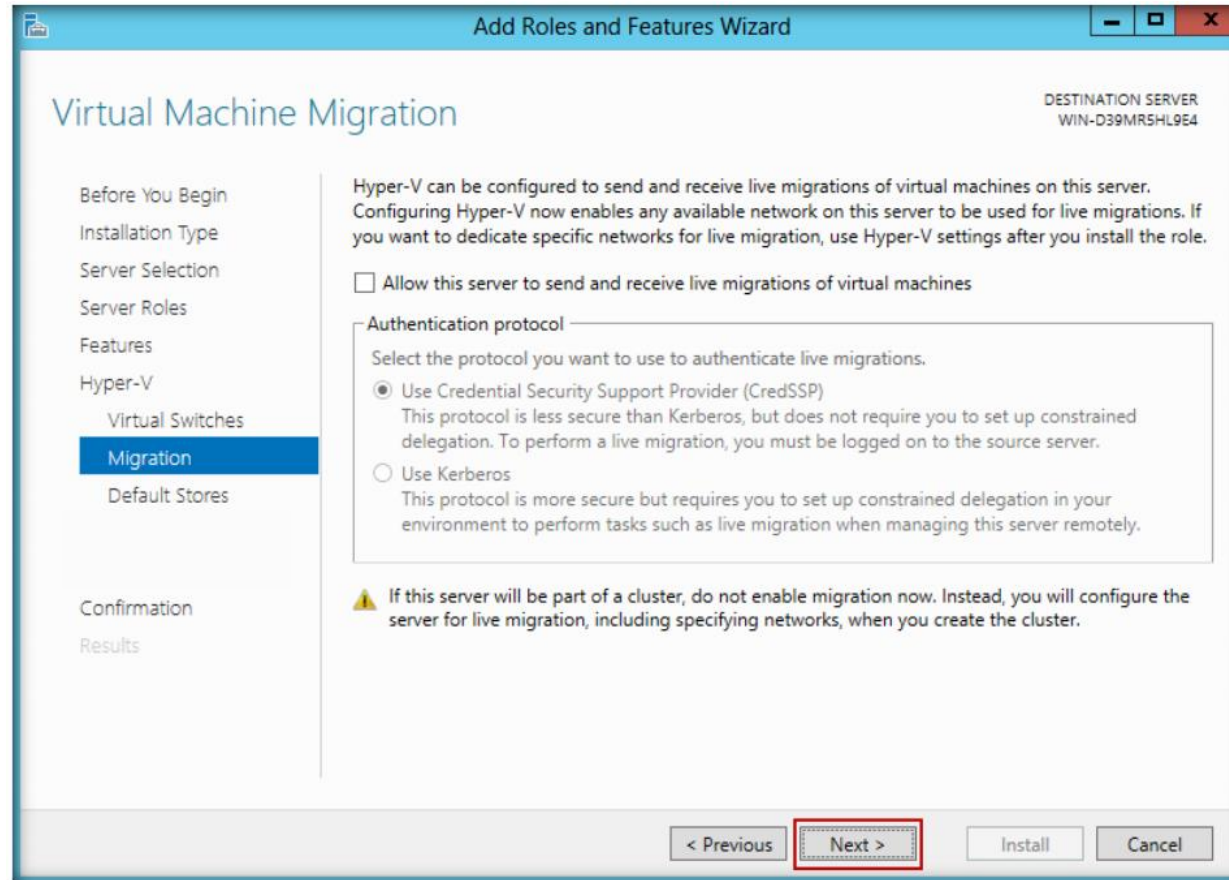 Add Roles and Features Wizard
Virtual Machine Migration
DESTINATION SERVER
WIN-D39MR5HL9E4
Before You Begin
Installation Type
Server Selection
Server Roles
Features
Hyper-V
Virtual Switches
Migration
Default Stores
Confirmation
Results
Hyper-V can be configured to send and receive live migrations of virtual machines on this server.
Configuring Hyper-V now enables any available network on this server to be used for live migrations. If
you want to dedicate specific networks for live migration, use Hyper-V settings after you install the role.
Allow this server to send and receive live migrations of virtual machines
Authentication protocol
Select the protocol you want to use to authenticate live migrations.
Use Credential Security Support Provider (CredSSP)
This protocol is less secure than Kerberos, but does not require you to set up constrained
delegation. To perform a live migration, you must be logged on to the source server.
Use Kerberos
This protocol is more secure but requires you to set up constrained delegation in your
environment to perform tasks such as live migration when managing this server remotely.
If this server will be part of a cluster, do not enable migration now. Instead, you will configure the
server for live migration, including specifying networks, when you create the cluster.
< Previous Next > Install Cancel